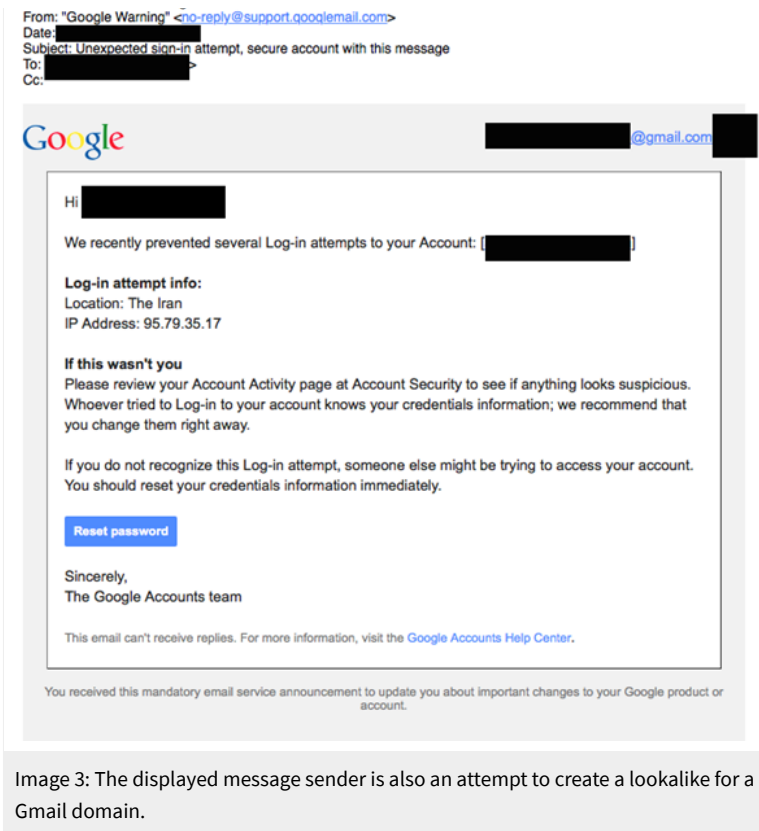 From: "Google Warning" <no-reply@support.qooqlemail.com>
Date:
Subject: Unexpected sign-in attempt, secure account with this message
To: >
Cc:
Google
@gmail.com
Hi
We recently prevented several Log-in attempts to your Account: [ ]
Log-in attempt info:
Location: The Iran
IP Address: 95.79.35.17
If this wasn't you
Please review your Account Activity page at Account Security to see if anything looks suspicious.
Whoever tried to Log-in to your account knows your credentials information; we recommend that
you change them right away.
If you do not recognize this Log-in attempt, someone else might be trying to access your account.
You should reset your credentials information immediately.
Reset password
Sincerely,
The Google Accounts team
This email can't receive replies. For more information, visit the Google Accounts Help Center.
You received this mandatory email service announcement to update you about important changes to your Google product or
account.
Image 3: The displayed message sender is also an attempt to create a lookalike for a
Gmail domain.